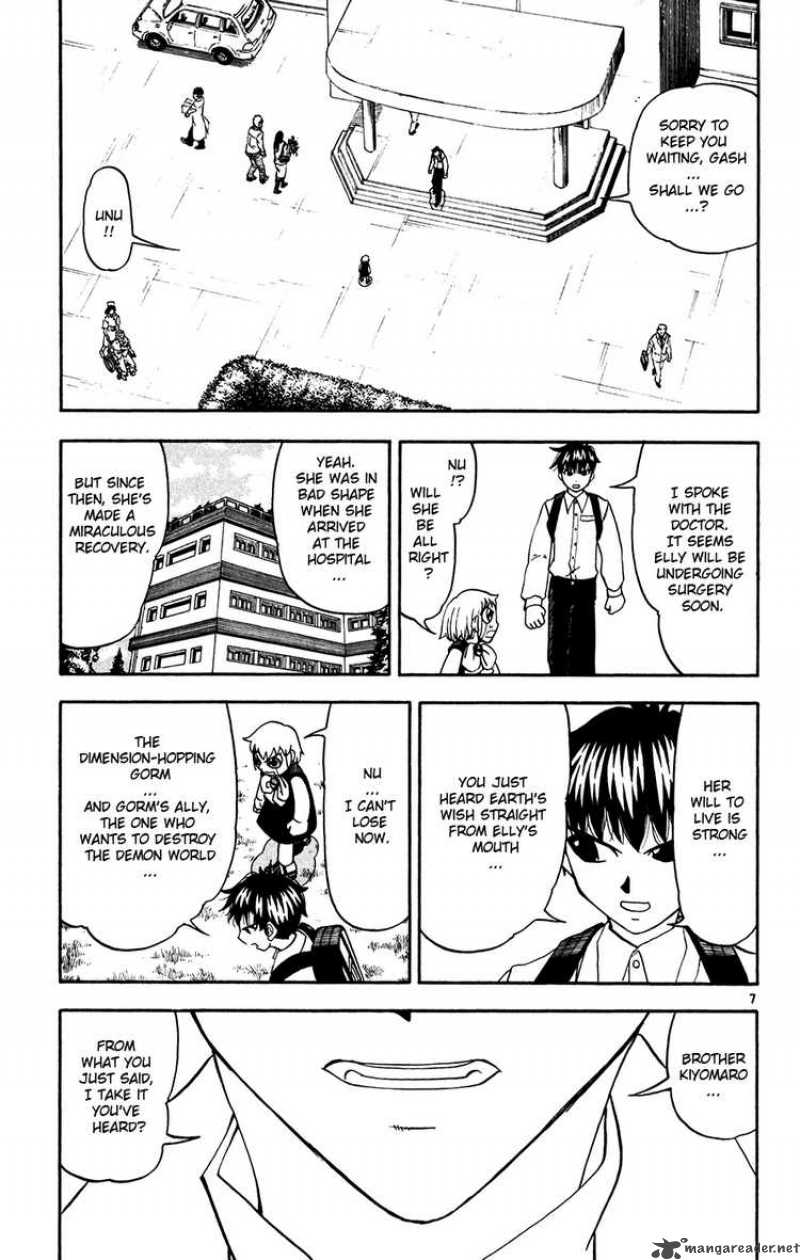 SORRY TO
KEEP YOU
WAITING, GASH
...
SHALL WE GO
...?
UNU
!!
I SPOKE
WITH THE
DOCTOR.
IT SEEMS
ELLY WILL BE
UNDERGOING
SURGERY
SOON.
NU
!?
WILL
SHE
BE
ALL
RIGHT
?
YEAH.
SHE WAS IN
BAD SHAPE
WHEN SHE
ARRIVED
AT THE
HOSPITAL
...
BUT SINCE
THEN, SHE'S
MADE A
MIRACULOUS
RECOVERY.
HER
WILL TO
LIVE IS
STRONG
...
YOU JUST
HEARD EARTH'S
WISH STRAIGHT
FROM ELLY'S
MOUTH
...
NU
...
I CAN'T
LOSE
NOW.
THE
DIMENSION-HOPPING
GORM
...
AND GORM'S ALLY,
THE ONE WHO
WANTS TO DESTROY
THE DEMON WORLD
...
7
BROTHER
KIYOMARO
...
FROM
WHAT YOU
JUST SAID,
I TAKE IT
YOU'VE
HEARD?
mangareader.net